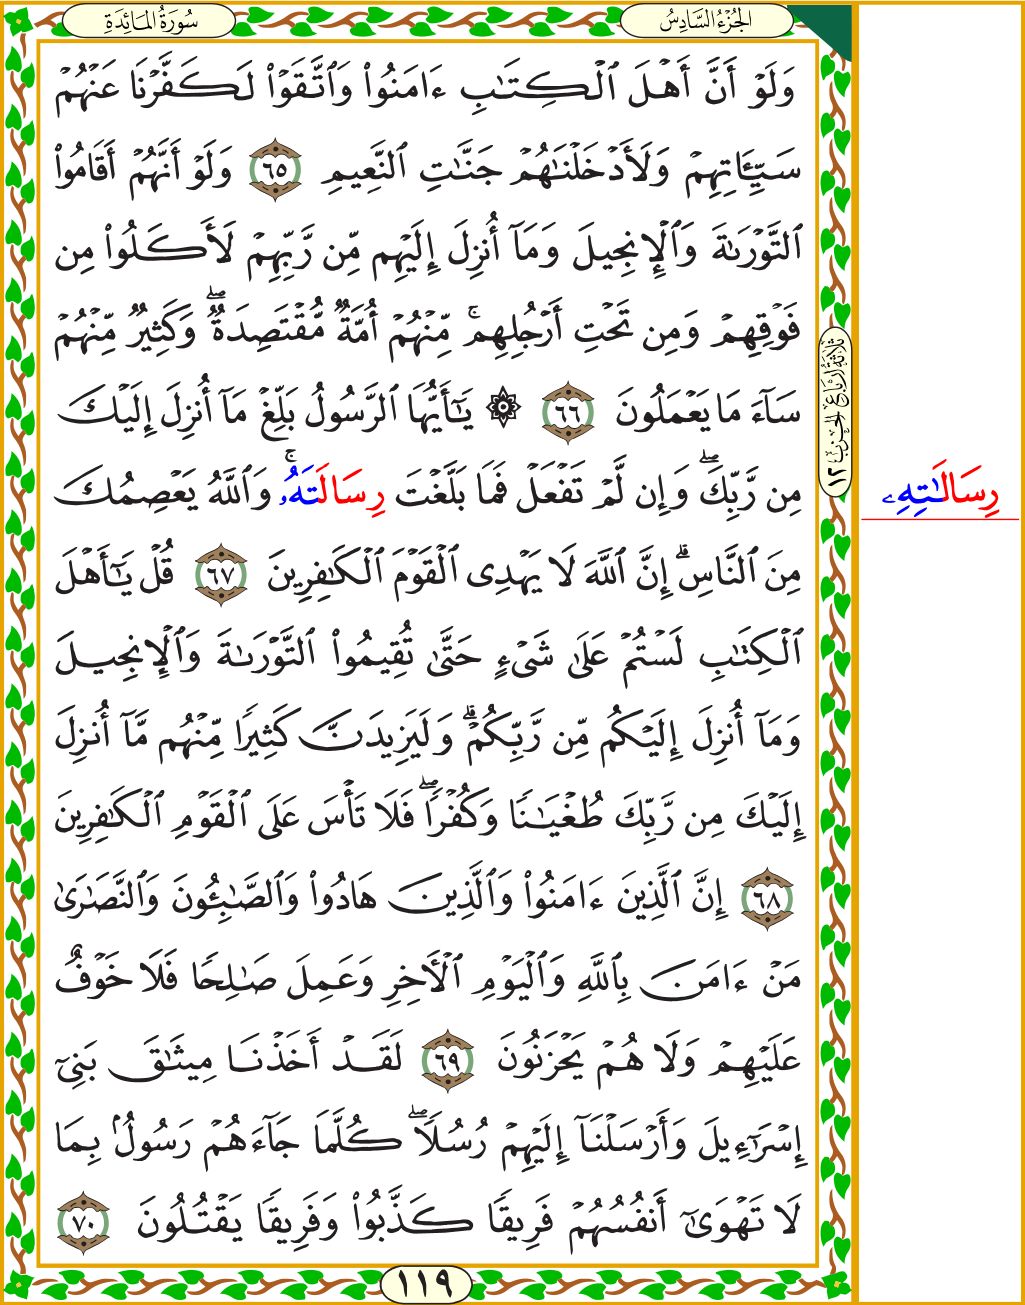 الجُزْءُ السَّادِسُ
سُورَةُ المَائِدَةِ
وَلَوْ أَنَّ أَهْلَ ٱلْكِتَٰبِ ءَامَنُوا۟ وَٱتَّقَوْا۟ لَكَفَّرْنَا عَنْهُمْ
سَيِّـَٔاتِهِمْ وَلَأَدْخَلْنَٰهُمْ جَنَّٰتِ ٱلنَّعِيمِ ٦٥ وَلَوْ أَنَّهُمْ أَقَامُوا۟
ٱلتَّوْرَىٰةَ وَٱلْإِنجِيلَ وَمَآ أُنزِلَ إِلَيْهِم مِّن رَّبِّهِمْ لَأَكَلُوا۟ مِن
فَوْقِهِمْ وَمِن تَحْتِ أَرْجُلِهِم ۚ مِّنْهُمْ أُمَّةٌ مُّقْتَصِدَةٌ ۖ وَكَثِيرٌ مِّنْهُمْ
سَآءَ مَا يَعْمَلُونَ ٦٦ ۞ يَٰٓأَيُّهَا ٱلرَّسُولُ بَلِّغْ مَآ أُنزِلَ إِلَيْكَ
مِن رَّبِّكَ ۖ وَإِن لَّمْ تَفْعَلْ فَمَا بَلَّغْتَ رِسَالَتَهُۥ ۚ وَٱللَّهُ يَعْصِمُكَ
مِنَ ٱلنَّاسِ ۗ إِنَّ ٱللَّهَ لَا يَهْدِى ٱلْقَوْمَ ٱلْكَٰفِرِينَ ٦٧ قُلْ يَٰٓأَهْلَ
ٱلْكِتَٰبِ لَسْتُمْ عَلَىٰ شَىْءٍ حَتَّىٰ تُقِيمُوا۟ ٱلتَّوْرَىٰةَ وَٱلْإِنجِيلَ
وَمَآ أُنزِلَ إِلَيْكُم مِّن رَّبِّكُمْ ۗ وَلَيَزِيدَنَّ كَثِيرًا مِّنْهُم مَّآ أُنزِلَ
إِلَيْكَ مِن رَّبِّكَ طُغْيَٰنًا وَكُفْرًا ۖ فَلَا تَأْسَ عَلَى ٱلْقَوْمِ ٱلْكَٰفِرِينَ
٦٨ إِنَّ ٱلَّذِينَ ءَامَنُوا۟ وَٱلَّذِينَ هَادُوا۟ وَٱلصَّٰبِـُٔونَ وَٱلنَّصَٰرَىٰ
مَنْ ءَامَنَ بِٱللَّهِ وَٱلْيَوْمِ ٱلْـَٔاخِرِ وَعَمِلَ صَٰلِحًا فَلَا خَوْفٌ
عَلَيْهِمْ وَلَا هُمْ يَحْزَنُونَ ٦٩ لَقَدْ أَخَذْنَا مِيثَٰقَ بَنِىٓ
إِسْرَٰٓءِيلَ وَأَرْسَلْنَآ إِلَيْهِمْ رُسُلًا ۖ كُلَّمَا جَآءَهُمْ رَسُولٌۢ بِمَا
لَا تَهْوَىٰٓ أَنفُسُهُمْ فَرِيقًا كَذَّبُوا۟ وَفَرِيقًا يَقْتُلُونَ ٧٠
ثَلَاثَةُ أَرْبَاعِ الحِزْبِ ١٢
رِسَالَٰتِهِۦ
١١٩